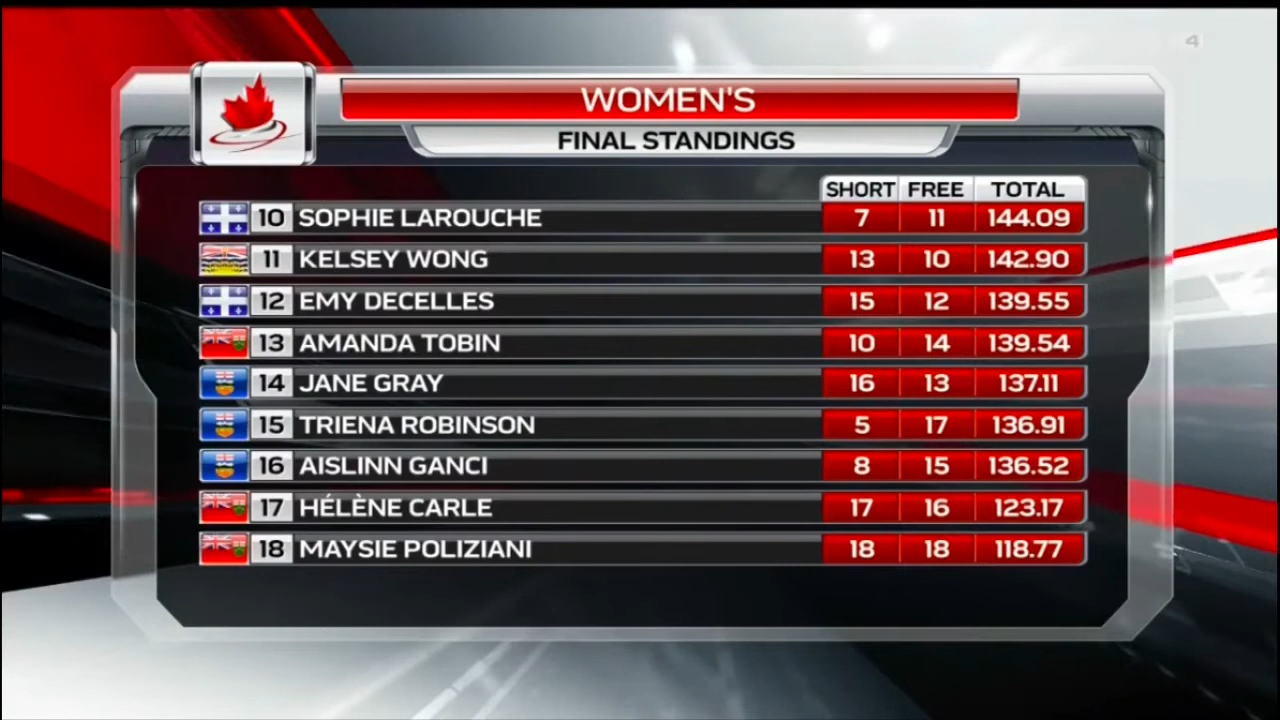 4
WOMEN'S
FINAL STANDINGS
SHORT FREE TOTAL
10 SOPHIE LAROUCHE 7 11 144.09
11 KELSEY WONG 13 10 142.90
12 EMY DECELLES 15 12 139.55
13 AMANDA TOBIN 10 14 139.54
14 JANE GRAY 16 13 137.11
15 TRIENA ROBINSON 5 17 136.91
16 AISLINN GANCI 8 15 136.52
17 HÉLÈNE CARLE 17 16 123.17
18 MAYSIE POLIZIANI 18 18 118.77